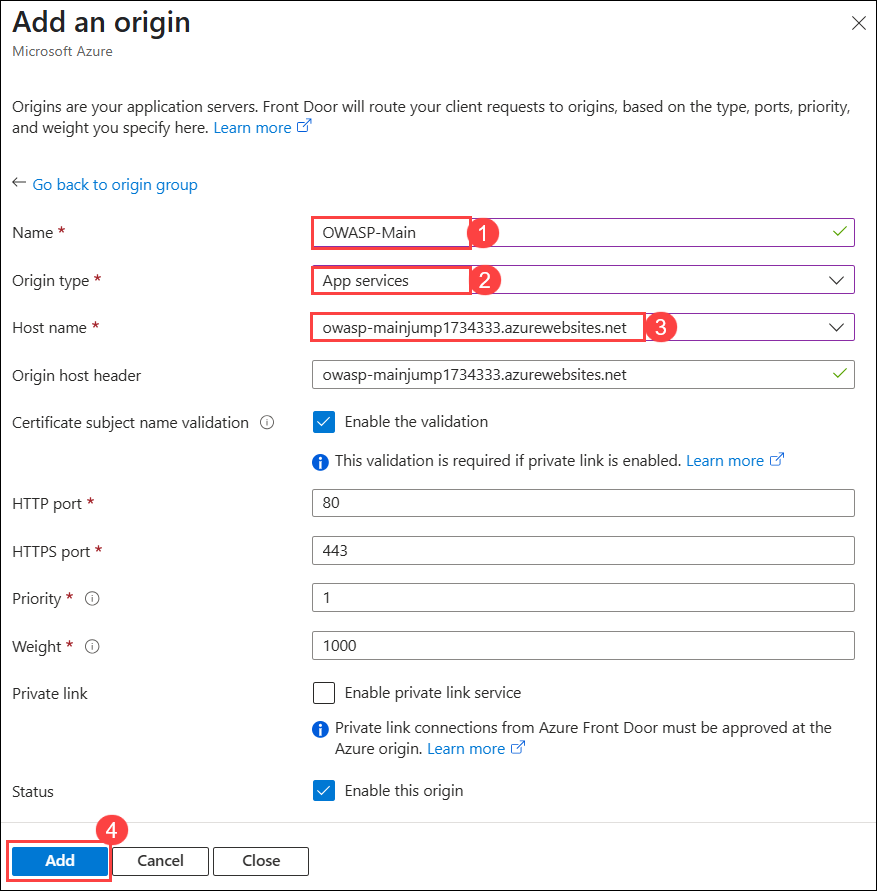 Add an origin
Microsoft Azure
Origins are your application servers. Front Door will route your client requests to origins, based on the type, ports, priority,
and weight you specify here. Learn more
Go back to origin group
Name *
OWASP-Main
1
Origin type *
App services
2
Host name *
owasp-mainjump1734333.azurewebsites.net
3
Origin host header
owasp-mainjump1734333.azurewebsites.net
Certificate subject name validation
Enable the validation
This validation is required if private link is enabled. Learn more
HTTP port *
80
HTTPS port *
443
Priority *
1
Weight *
1000
Private link
Enable private link service
Private link connections from Azure Front Door must be approved at the
Azure origin. Learn more
Status
Enable this origin
4
Add
Cancel
Close